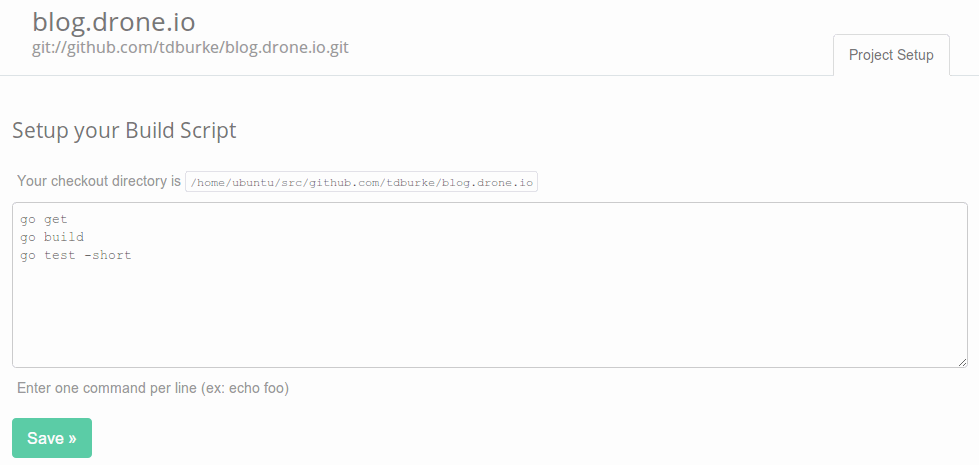 blog.drone.io
git://github.com/tdburke/blog.drone.io.git
Project Setup
Setup your Build Script
Your checkout directory is /home/ubuntu/src/github.com/tdburke/blog.drone.io
go get
go build
go test -short
Enter one command per line (ex: echo foo)
Save »